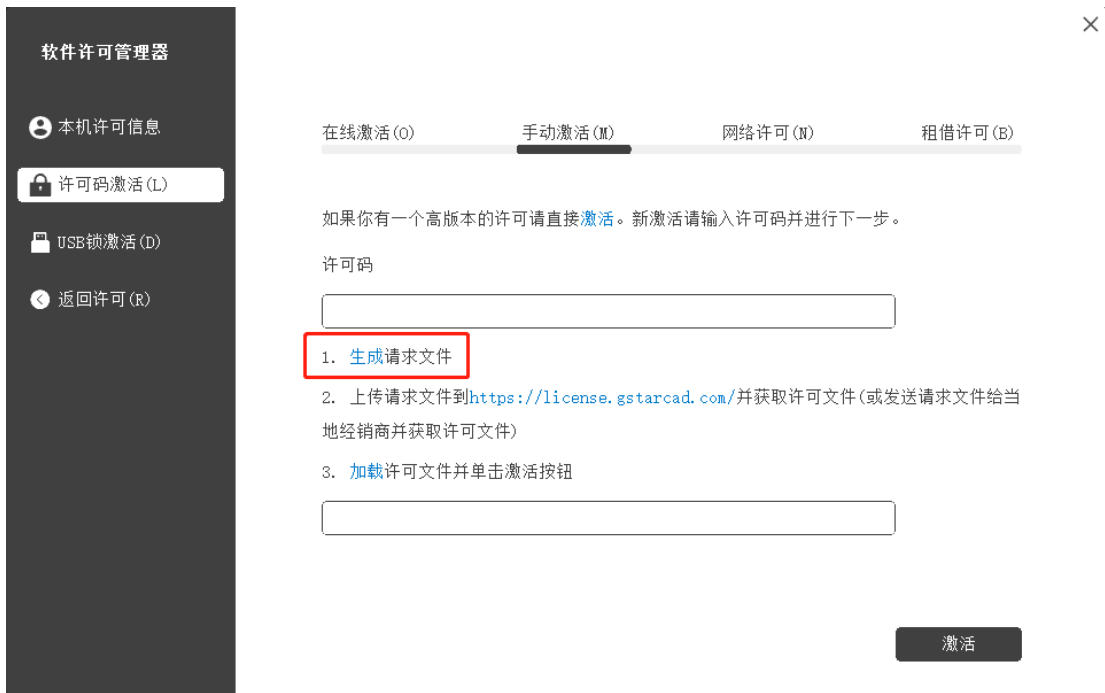 软件许可管理器
本机许可信息
许可码激活(L)
USB锁激活(D)
返回许可(R)
在线激活(O)
手动激活(M)
网络许可(N)
租借许可(B)
如果你有一个高版本的许可请直接激活。新激活请输入许可码并进行下一步。
许可码
1. 生成请求文件
2. 上传请求文件到https://license.gstarcad.com/并获取许可文件(或发送请求文件给当
地经销商并获取许可文件)
3. 加载许可文件并单击激活按钮
激活